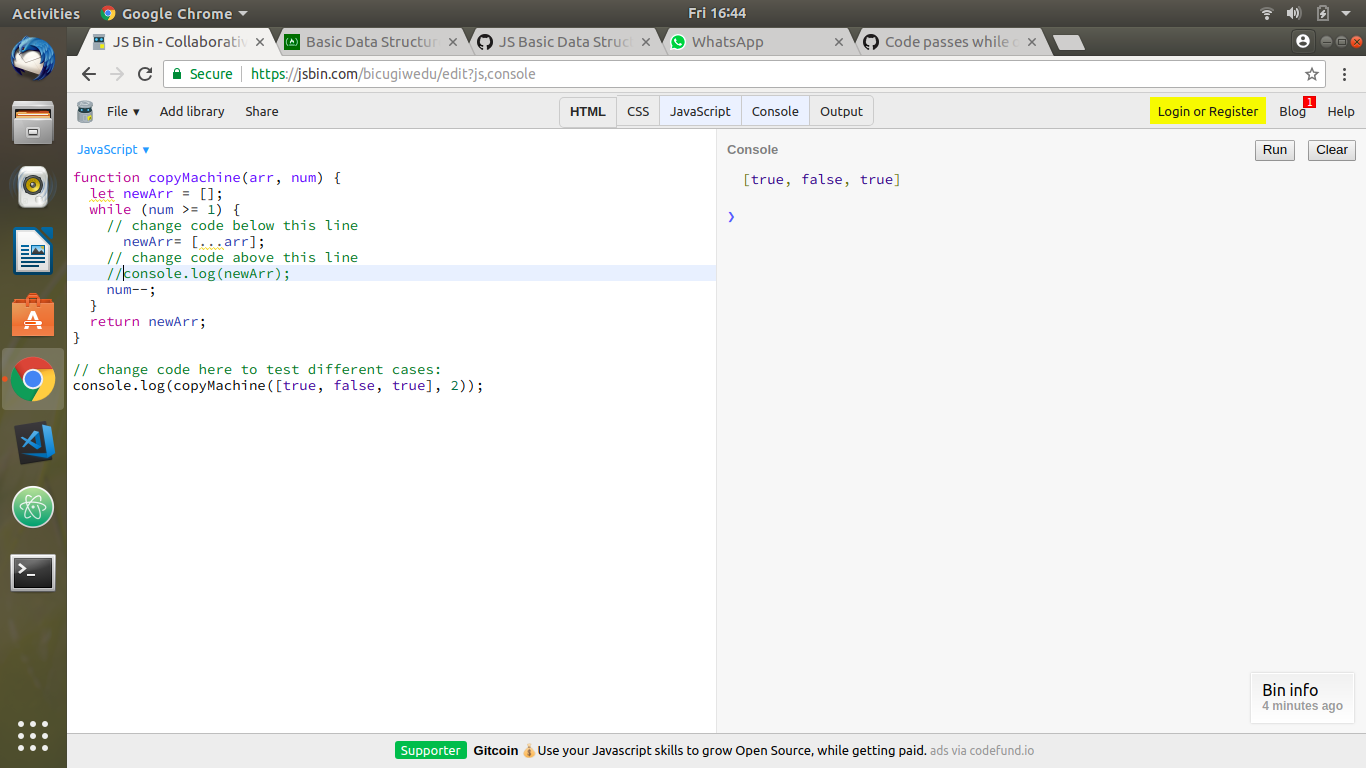 Activities
Google Chrome
Fri 16:44
JS Bin - Collaborativ
Basic Data Structur
JS Basic Data Struc
WhatsApp
Code passes while
Secure
https://jsbin.com/bicugiwedu/edit?js,console
File
Add library
Share
HTML
CSS
JavaScript
Console
Output
Login or Register
Blog
1
Help
JavaScript
Console
Run
Clear
function copyMachine(arr, num) {
let newArr = [];
while (num >= 1) {
// change code below this line
newArr= [...arr];
// change code above this line
//console.log(newArr);
num--;
}
return newArr;
}
// change code here to test different cases:
console.log(copyMachine([true, false, true], 2));
[true, false, true]
Bin info
4 minutes ago
Supporter
Gitcoin 💰Use your Javascript skills to grow Open Source, while getting paid. ads via codefund.io